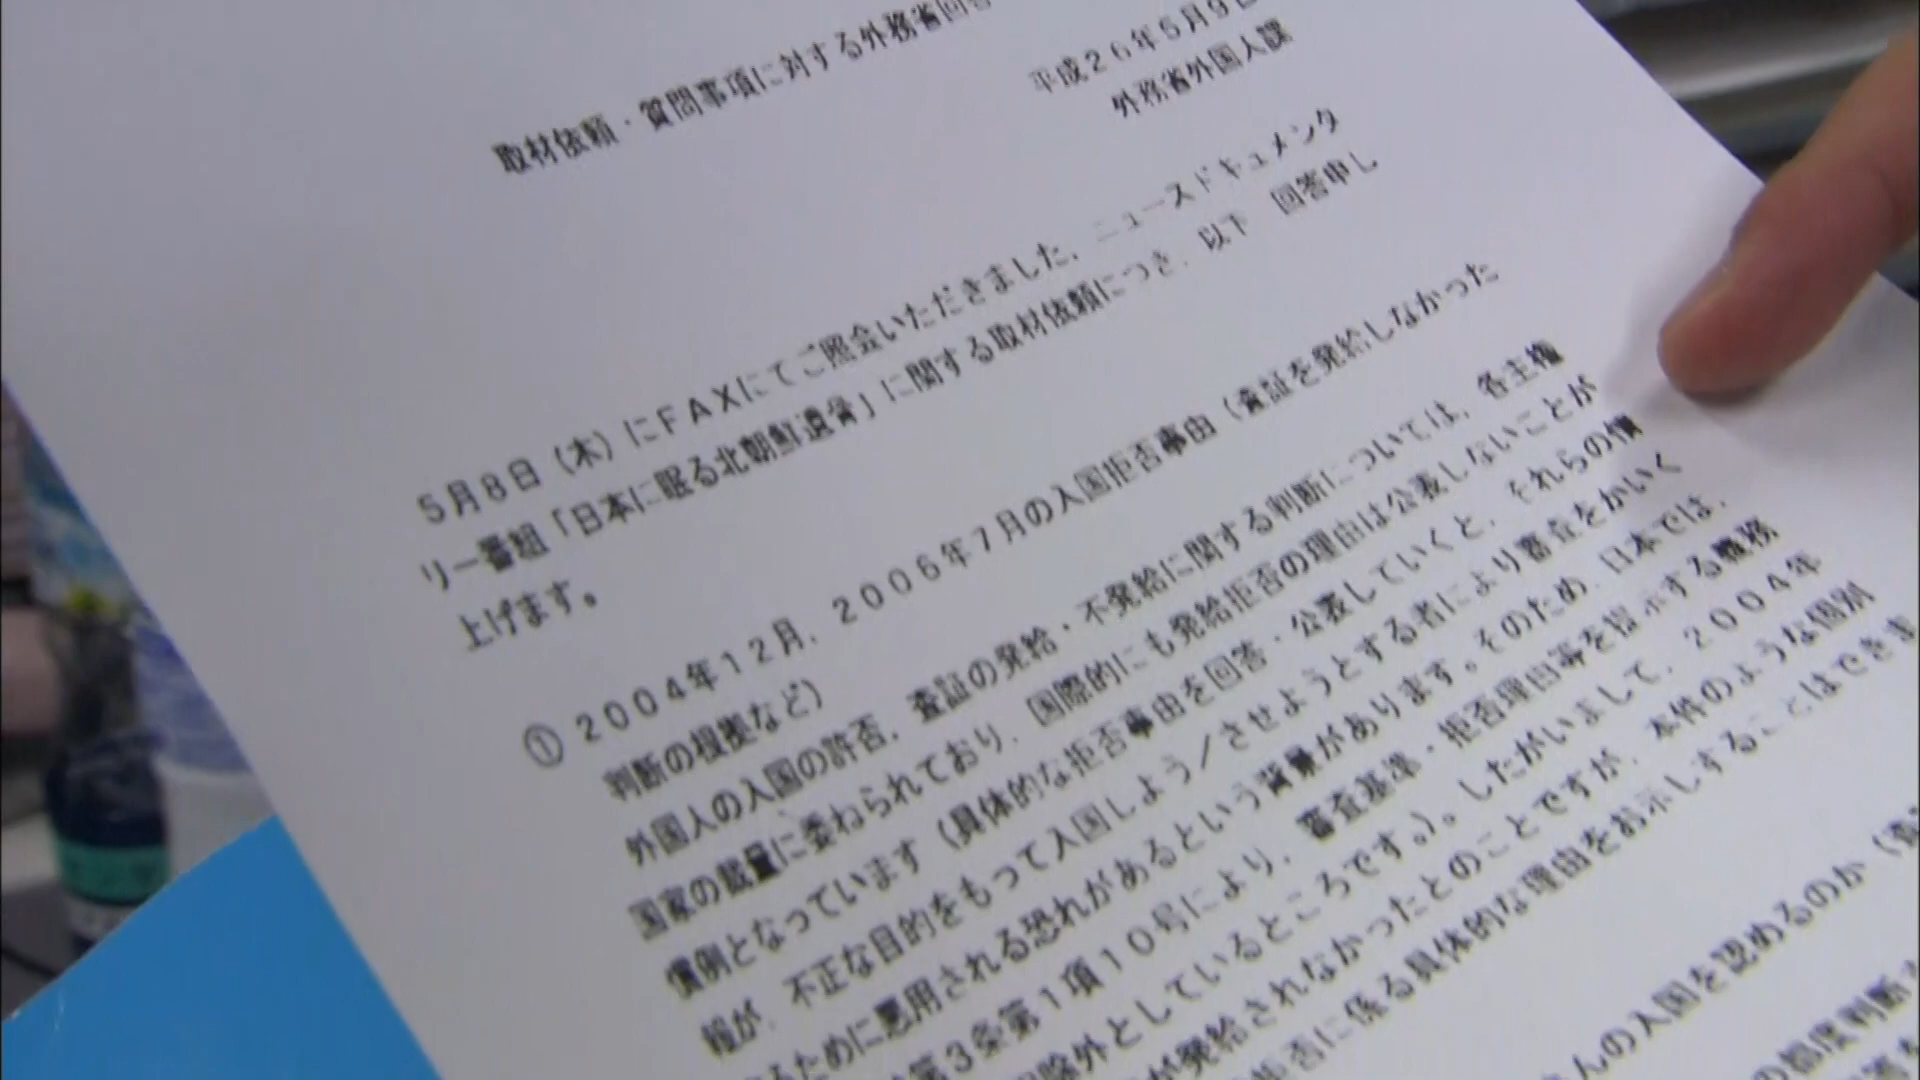 取材依頼・質問事項に対する外務省回答
平成26年5月9日
外務省外国人課
5月8日（木）にFAXにてご照会いただきました、ニュースドキュメンタ
リー番組「日本に眠る北朝鮮遺骨」に関する取材依頼につき、以下 回答申し
上げます。
① 2004年12月、2006年7月の入国拒否事由（査証を発給しなかった
判断の根拠など）
外国人の入国の許否、査証の発給・不発給に関する判断については、各主権
国家の裁量に委ねられており、国際的にも発給拒否の理由は公表しないことが
慣例となっています（具体的な拒否事由を回答・公表していくと、それらの情
報が、不正な目的をもって入国しよう／させようとする者により審査をかいく
るために悪用される恐れがあるという背景があります。そのため、日本では、
第3条第1項10号により、審査基準・拒否理由等を提示する職務
除外としているところです。）。したがいまして、2004年
が発給されなかったとのことですが、本件のような個別
拒否に係る具体的な理由をお示しすることはできま
んの入国を認めるのか（査
の都度判断